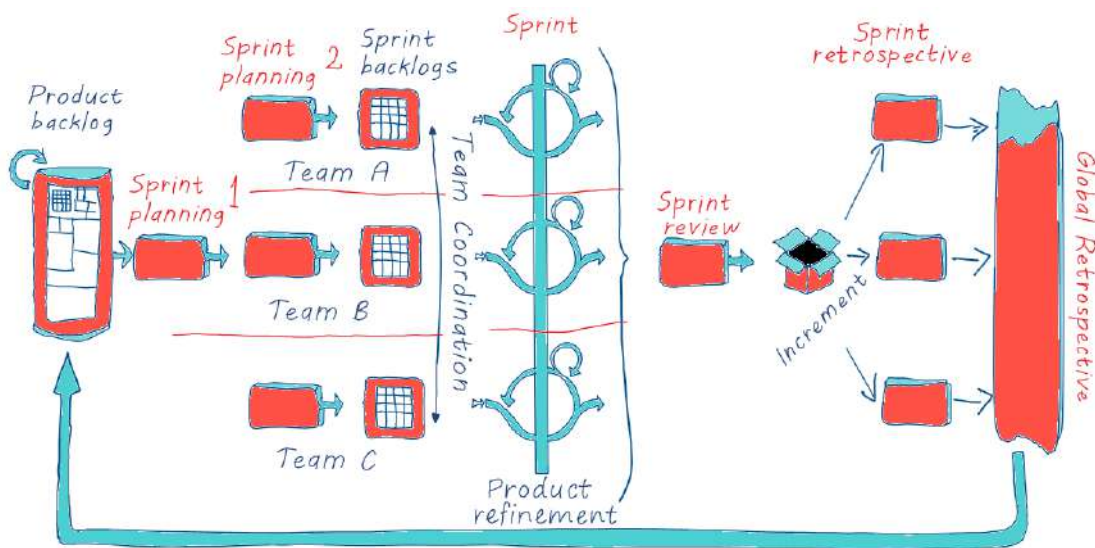 Product
backlog
Sprint
planning 1
Sprint
planning 2
Sprint
backlogs
Team A
Team B
Team C
Team Coordination
Sprint
Product
refinement
Sprint
review
Increment
Sprint
retrospective
Global Retrospective